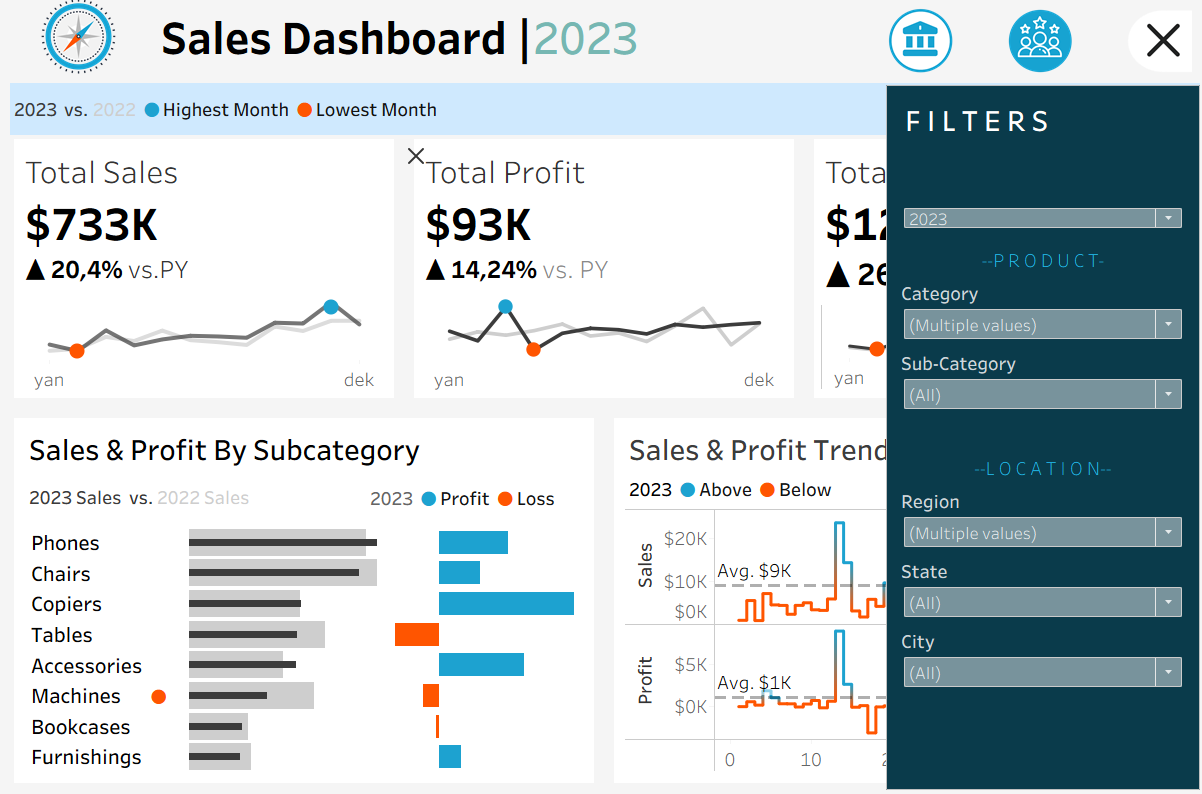 Sales Dashboard |2023
2023 vs. 2022 Highest Month Lowest Month
Total Sales
$733K
▲ 20,4% vs.PY
yan dek
Total Profit
$93K
▲ 14,24% vs. PY
yan dek
Tota
$12
▲ 26
yan
Sales & Profit By Subcategory
2023 Sales vs. 2022 Sales 2023 Profit Loss
Phones
Chairs
Copiers
Tables
Accessories
Machines
Bookcases
Furnishings
Sales & Profit Trend
2023 Above Below
Sales
$20K
$10K
$0K
Avg. $9K
Profit
$5K
$0K
Avg. $1K
0 10 2
FILTERS
2023
--PRODUCT-
Category
(Multiple values)
Sub-Category
(All)
--LOCATION--
Region
(Multiple values)
State
(All)
City
(All)